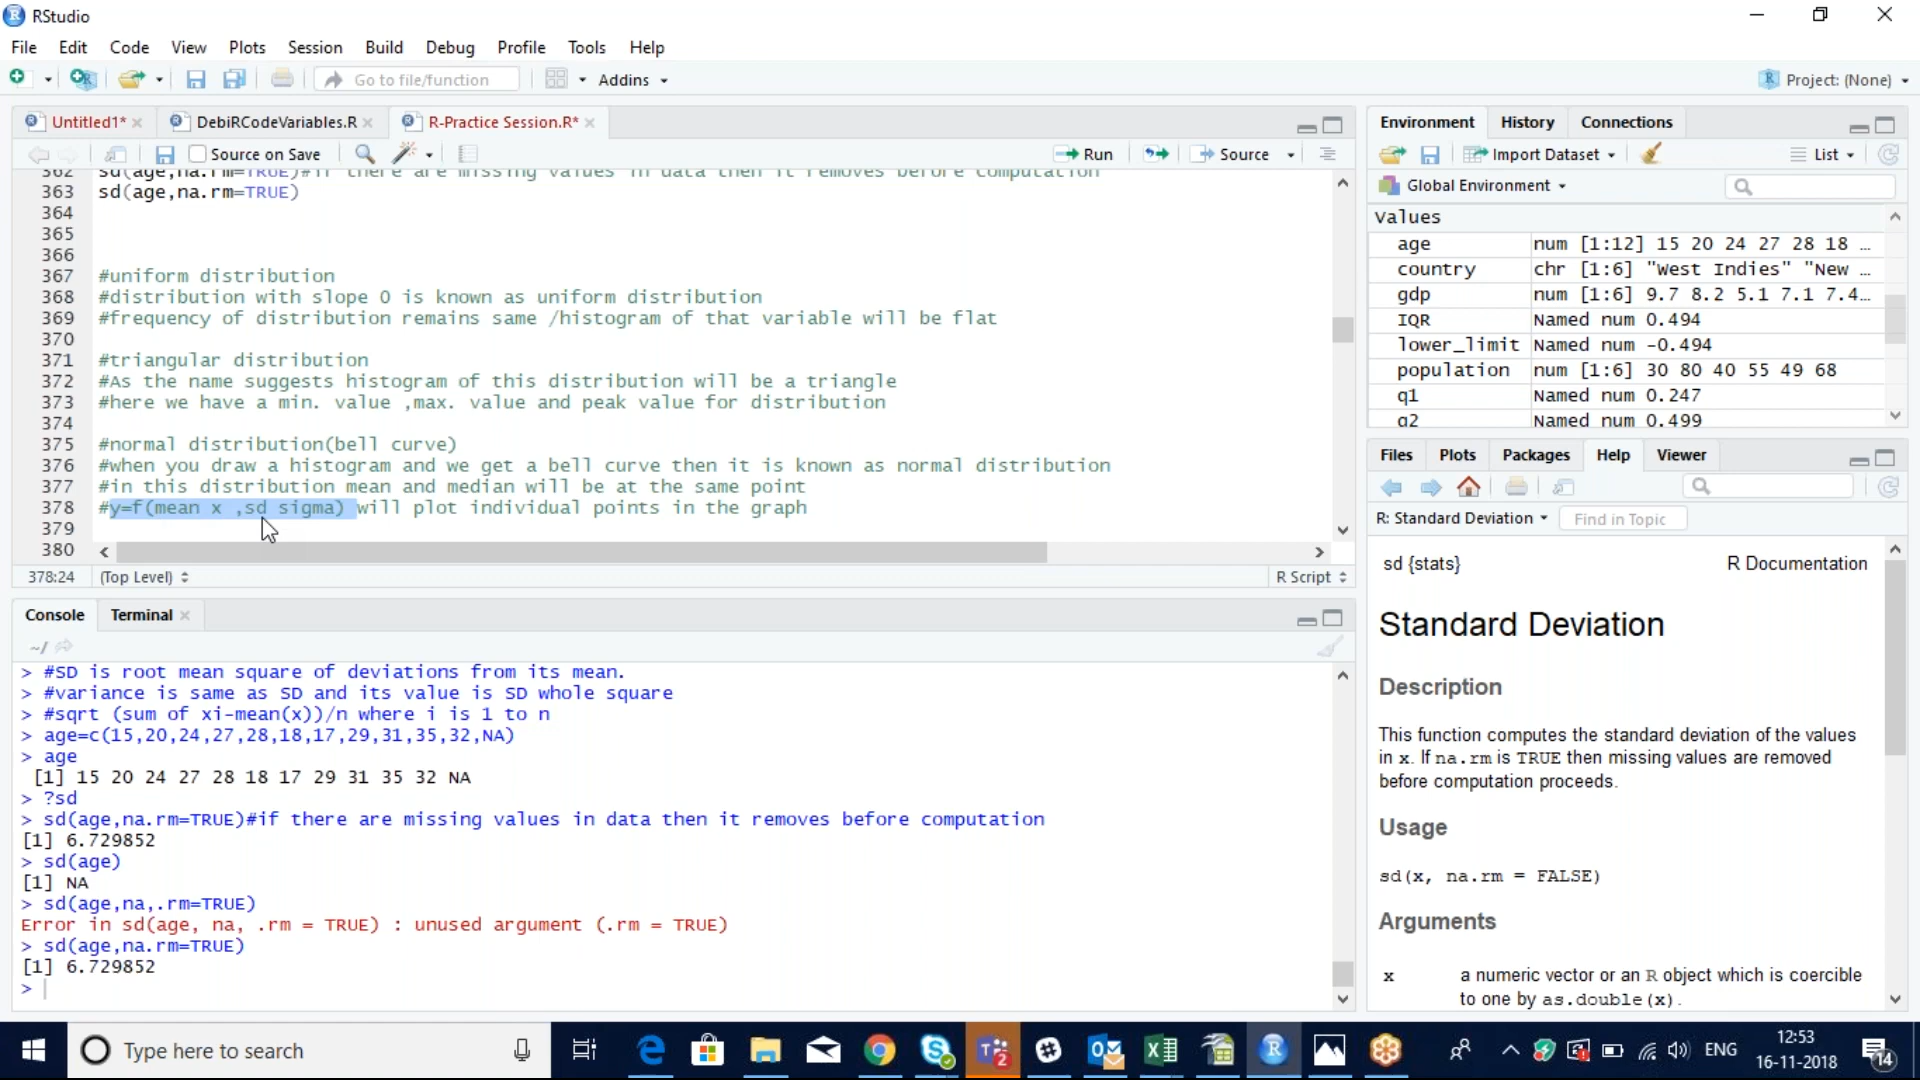 RStudio
File Edit Code View Plots Session Build Debug Profile Tools Help
Go to file/function Addins Project: (None)
Untitled1* DebiRCodeVariables.R R-Practice Session.R*
Source on Save Run Source
362 sd(age,na.rm=TRUE)#if there are missing values in data then it removes before computation
363 sd(age,na.rm=TRUE)
364
365
366
367 #uniform distribution
368 #distribution with slope 0 is known as uniform distribution
369 #frequency of distribution remains same /histogram of that variable will be flat
370
371 #triangular distribution
372 #As the name suggests histogram of this distribution will be a triangle
373 #here we have a min. value ,max. value and peak value for distribution
374
375 #normal distribution(bell curve)
376 #when you draw a histogram and we get a bell curve then it is known as normal distribution
377 #in this distribution mean and median will be at the same point
378 #y=f(mean x ,sd sigma) will plot individual points in the graph
379
380
378:24 (Top Level) R Script
Console Terminal
~/
> #SD is root mean square of deviations from its mean.
> #variance is same as SD and its value is SD whole square
> #sqrt (sum of xi-mean(x))/n where i is 1 to n
> age=c(15,20,24,27,28,18,17,29,31,35,32,NA)
> age
[1] 15 20 24 27 28 18 17 29 31 35 32 NA
> ?sd
> sd(age,na.rm=TRUE)#if there are missing values in data then it removes before computation
[1] 6.729852
> sd(age)
[1] NA
> sd(age,na,.rm=TRUE)
Error in sd(age, na, .rm = TRUE) : unused argument (.rm = TRUE)
> sd(age,na.rm=TRUE)
[1] 6.729852
>
Environment History Connections
Import Dataset List
Global Environment
Values
age num [1:12] 15 20 24 27 28 18 ...
country chr [1:6] "West Indies" "New ...
gdp num [1:6] 9.7 8.2 5.1 7.1 7.4...
IQR Named num 0.494
lower_limit Named num -0.494
population num [1:6] 30 80 40 55 49 68
q1 Named num 0.247
q2 Named num 0.499
Files Plots Packages Help Viewer
R: Standard Deviation Find in Topic
sd {stats} R Documentation
Standard Deviation
Description
This function computes the standard deviation of the values
in x. If na.rm is TRUE then missing values are removed
before computation proceeds.
Usage
sd(x, na.rm = FALSE)
Arguments
x a numeric vector or an R object which is coercible
to one by as.double(x).
Type here to search
ENG
12:53
16-11-2018
14